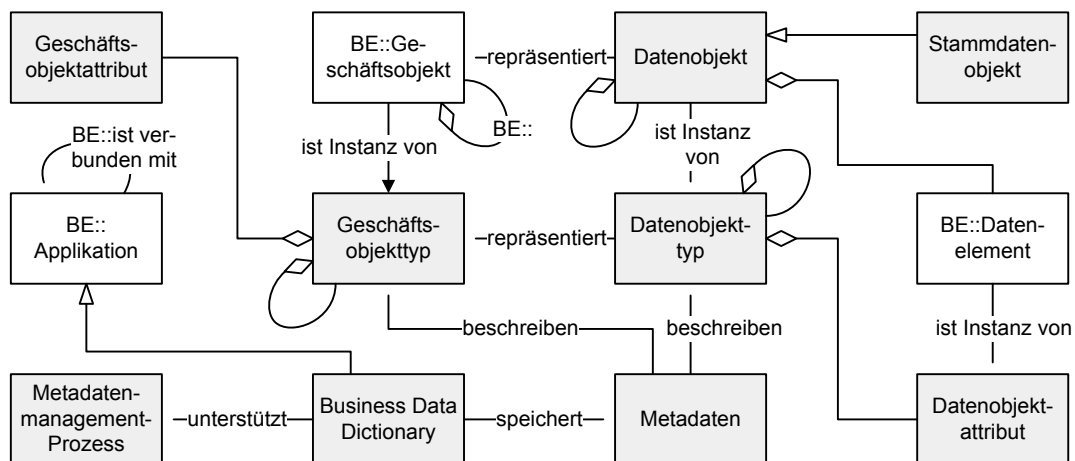 Geschäfts-
objektattribut
BE::Ge-
schäftsobjekt
repräsentiert
Datenobjekt
Stammdaten-
objekt
BE::
BE::ist ver-
bunden mit
ist Instanz von
ist Instanz
von
BE::
Applikation
Geschäfts-
objekttyp
repräsentiert
Datenobjekt-
typ
BE::Daten-
element
beschreiben
beschreiben
ist Instanz von
Metadaten-
management-
Prozess
unterstützt
Business Data
Dictionary
speichert
Metadaten
Datenobjekt-
attribut